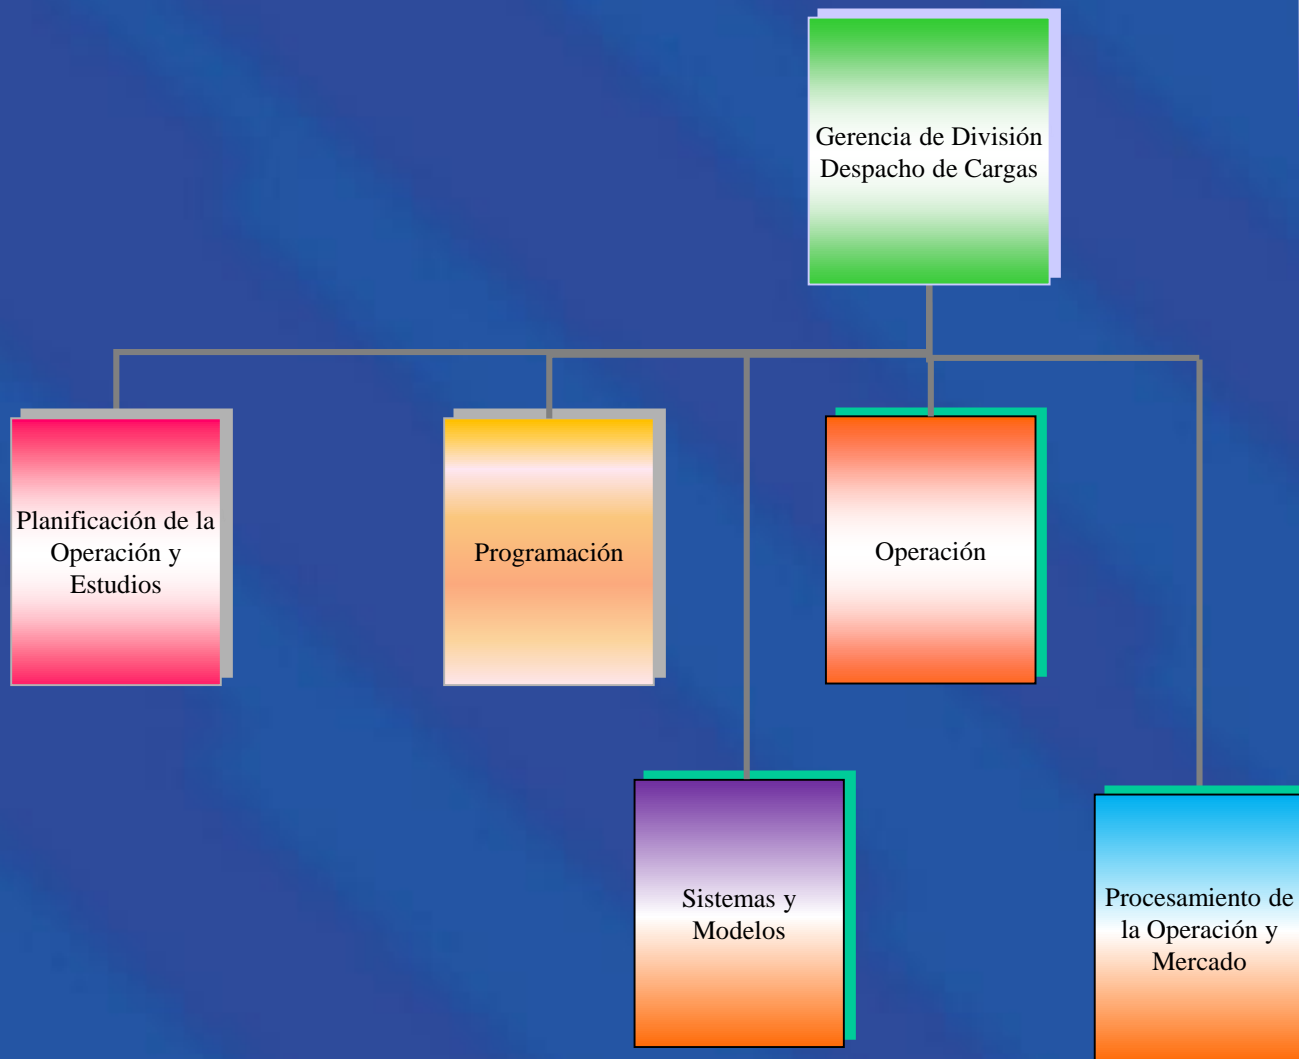 Gerencia de División
Despacho de Cargas
Planificación de la
Operación y
Estudios
Programación
Operación
Sistemas y
Modelos
Procesamiento de
la Operación y
Mercado